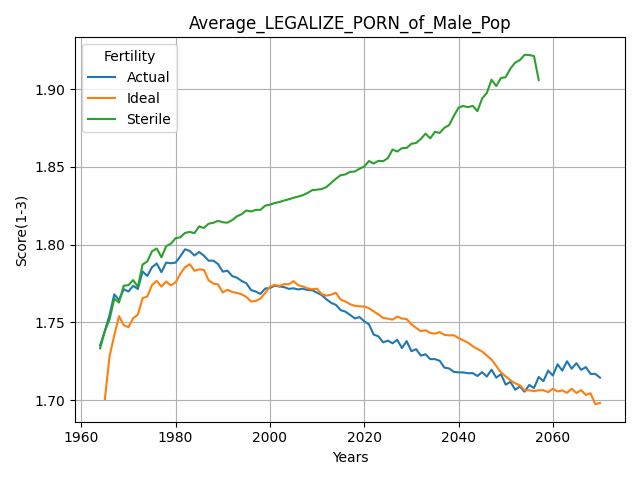 Average_LEGALIZE_PORN_of_Male_Pop
Fertility
Actual
Ideal
Sterile
Score(1-3)
1.90
1.85
1.80
1.75
1.70
1960
1980
2000
2020
2040
2060
Years